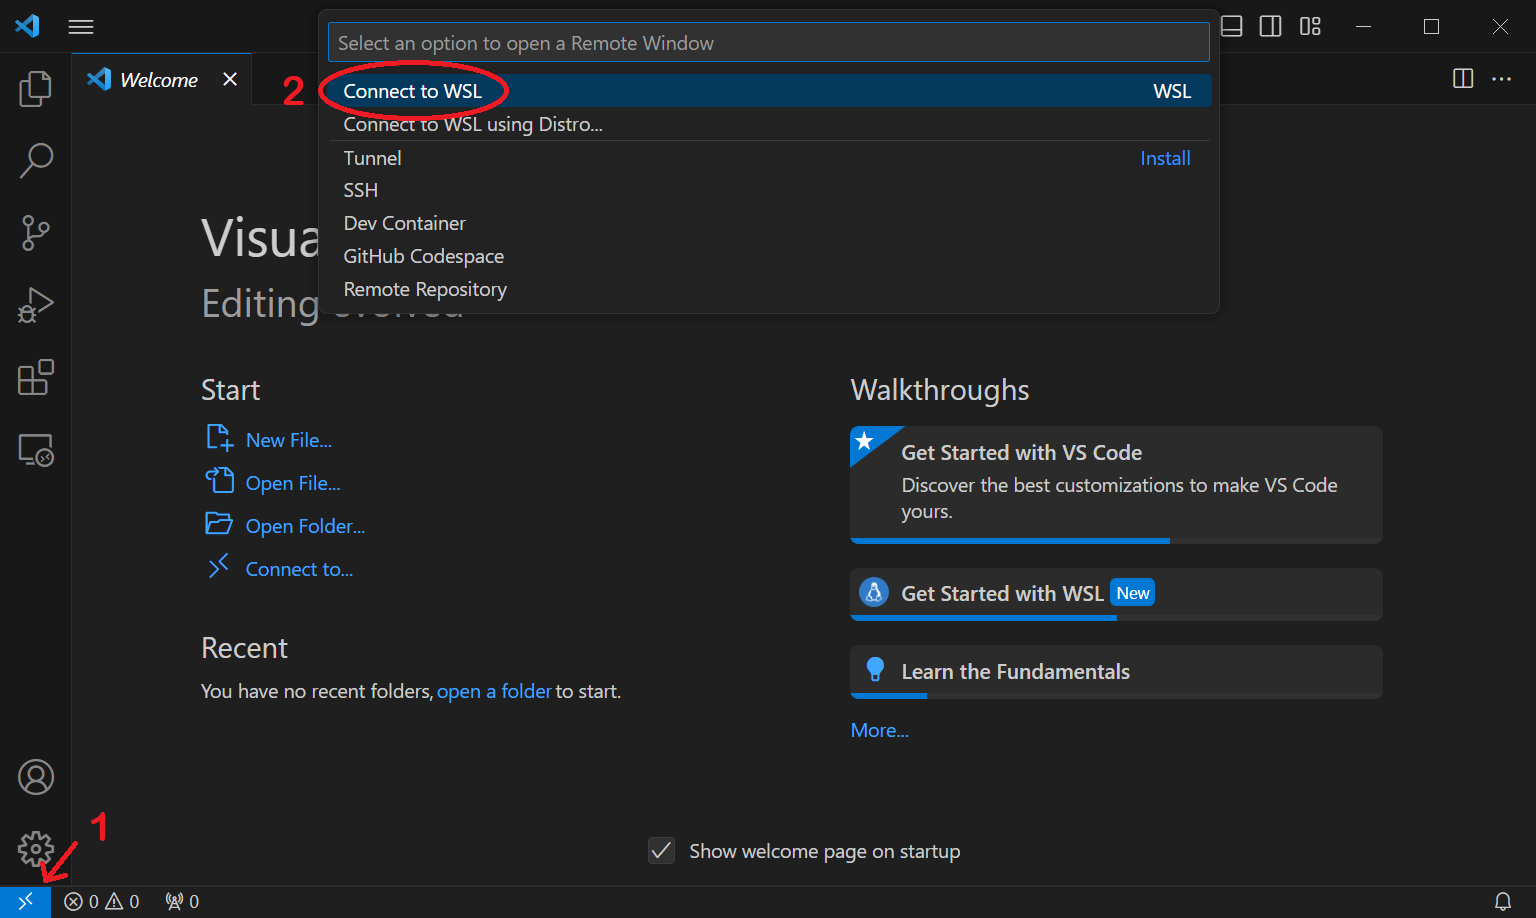 Select an option to open a Remote Window
Welcome
2
Connect to WSL WSL
Connect to WSL using Distro...
Tunnel Install
SSH
Dev Container
GitHub Codespace
Remote Repository
Visua
Editing evolved
Start
New File...
Open File...
Open Folder...
Connect to...
Recent
You have no recent folders, open a folder to start.
Walkthroughs
Get Started with VS Code
Discover the best customizations to make VS Code
yours.
Get Started with WSL New
Learn the Fundamentals
More...
1
Show welcome page on startup
0 0 0